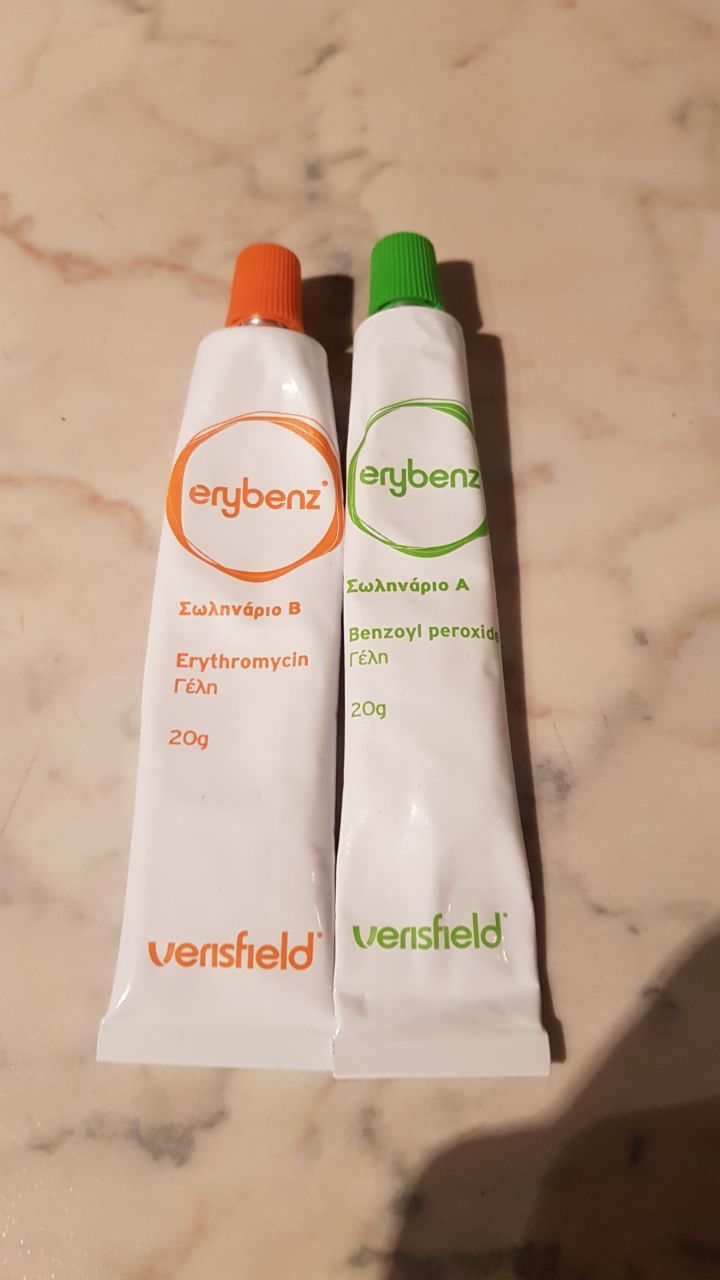 erybenz®
Σωληνάριο B
Erythromycin
Γέλη
20g
verisfield®
erybenz
Σωληνάριο A
Benzoyl peroxide
Γέλη
20g
verisfield®